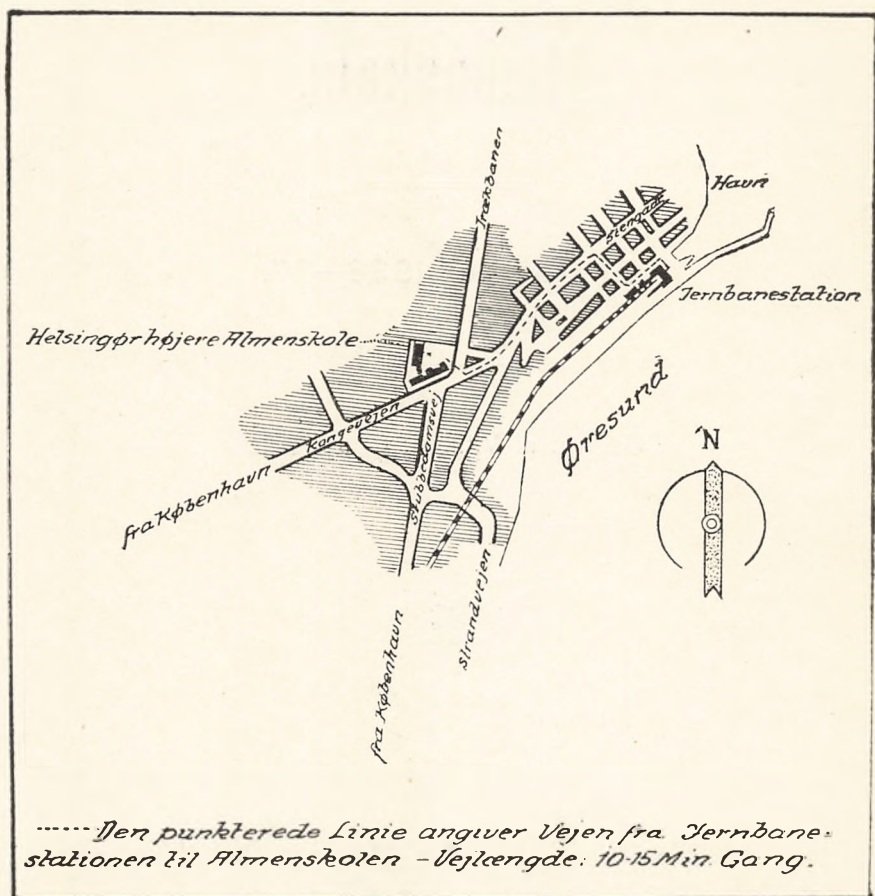 Trækbanen
Havn
Stengade
Jernbanestation
Helsingør højere Almenskole
Øresund
N
Kongevejen
Stubbedamsvej
fra København
fra København
Strandvejen
Den punkterede Linie angiver Vejen fra Jernbane-
stationen til Almenskolen - Vejlængde: 10-15 Min. Gang.